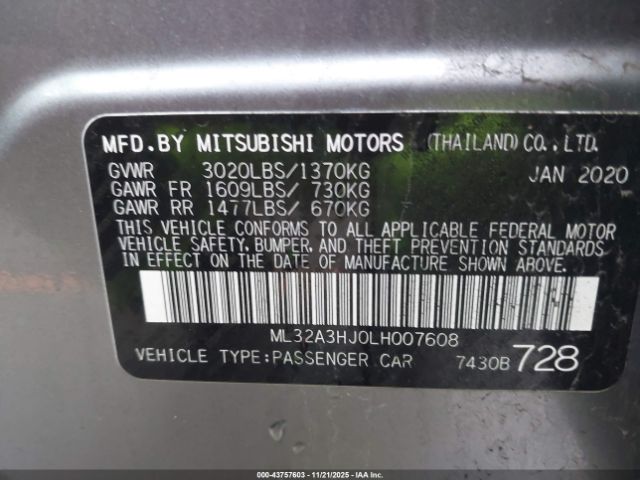 MFD.BY MITSUBISHI MOTORS (THAILAND) CO., LTD.
GVWR 3020LBS/1370KG JAN 2020
GAWR FR 1609LBS/ 730KG
GAWR RR 1477LBS/ 670KG
THIS VEHICLE CONFORMS TO ALL APPLICABLE FEDERAL MOTOR
VEHICLE SAFETY, BUMPER, AND THEFT PREVENTION STANDARDS
IN EFFECT ON THE DATE OF MANUFACTURE SHOWN ABOVE.
ML32A3HJ0LH007608
VEHICLE TYPE:PASSENGER CAR 7430B 728
000-43757603 - 11/21/2025 - IAAI.COM